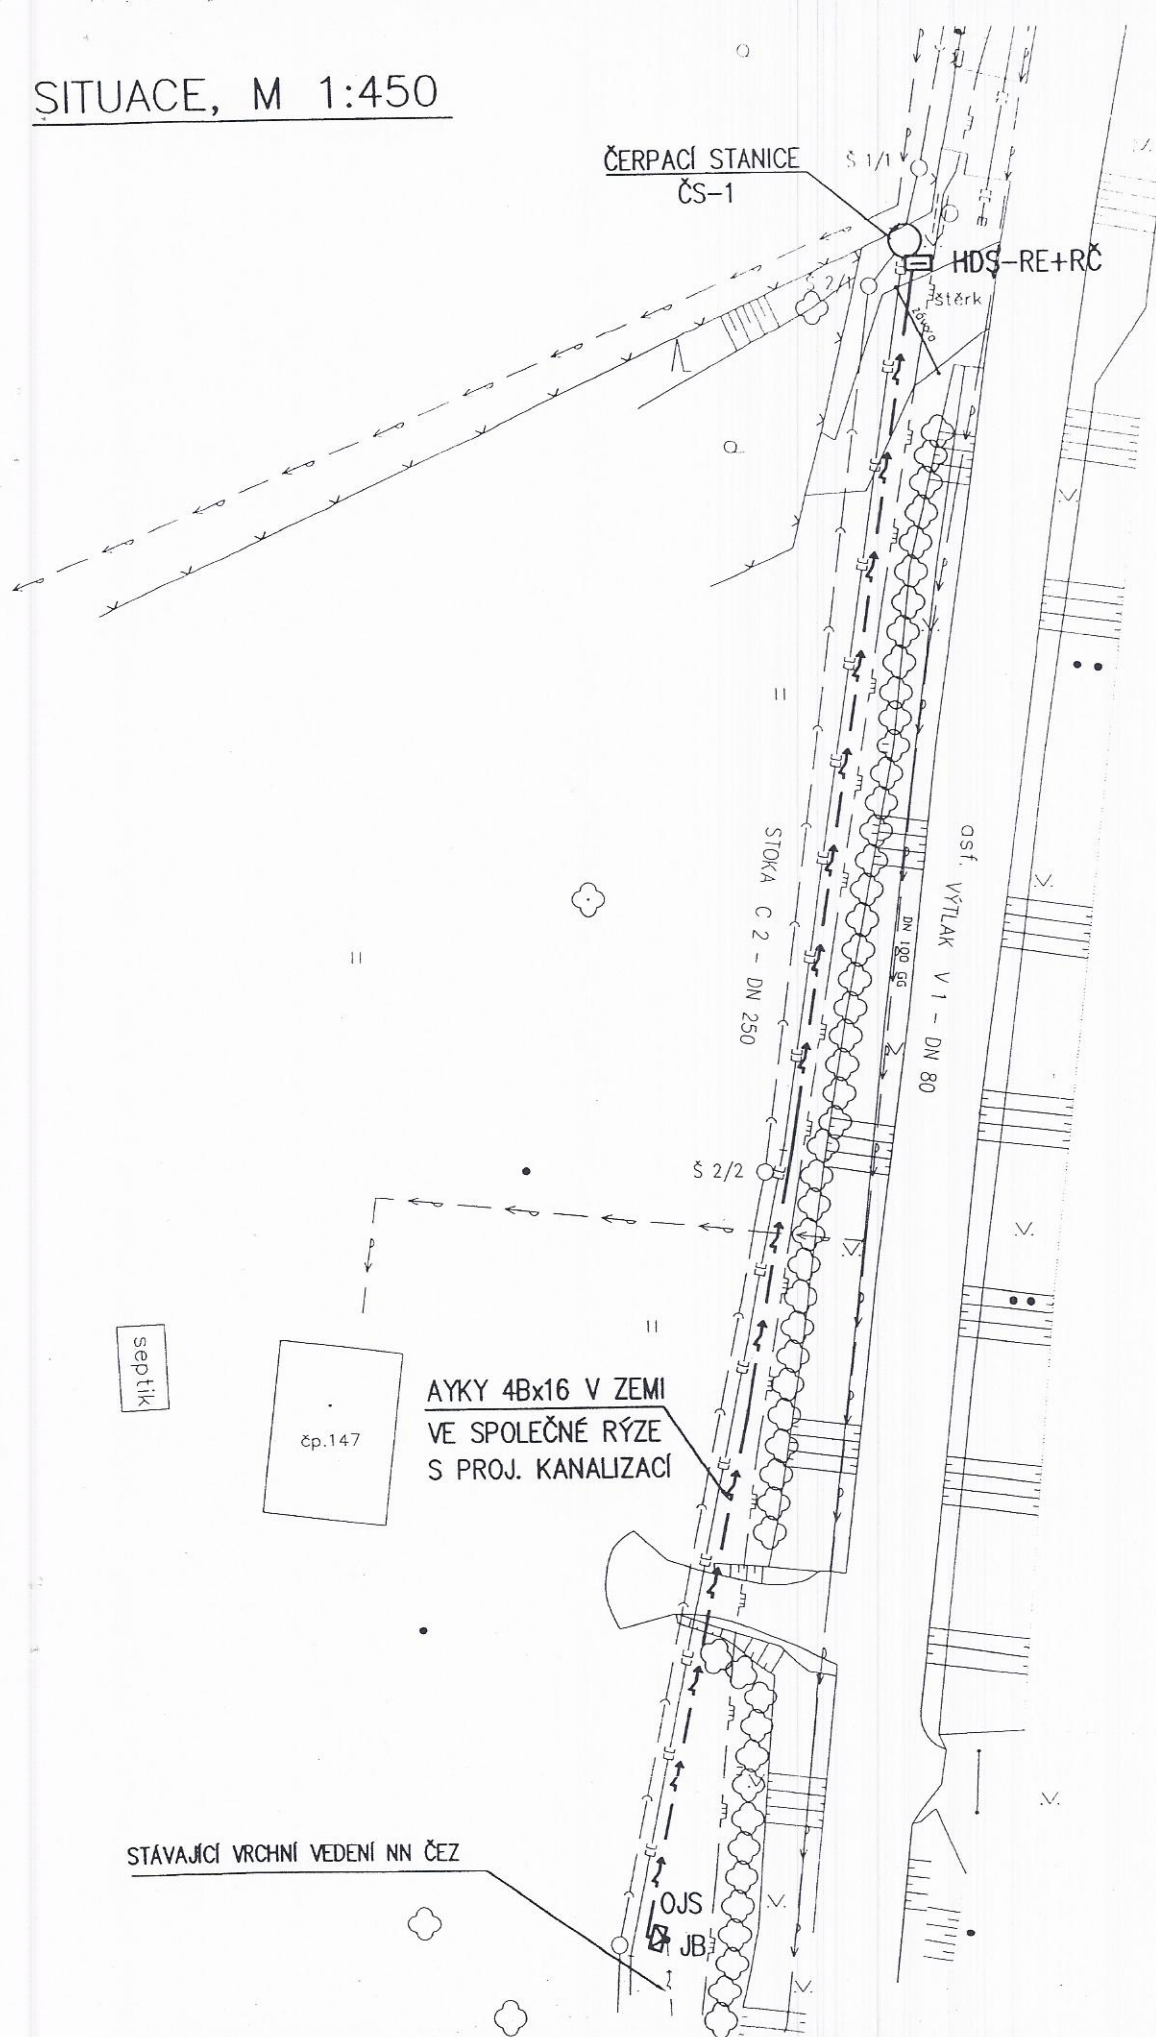 SITUACE, M 1:450
ČERPACÍ STANICE
ČS-1
Š 1/1
HDS-RE+RČ
Š 2/1
štěrk
závora
STOKA C 2 - DN 250
asf.
VÝTLAK V 1 - DN 80
DN 100 GG
Š 2/2
septik
čp.147
AYKY 4Bx16 V ZEMI
VE SPOLEČNÉ RÝZE
S PROJ. KANALIZACÍ
STÁVAJÍCÍ VRCHNÍ VEDENÍ NN ČEZ
OJS
JB